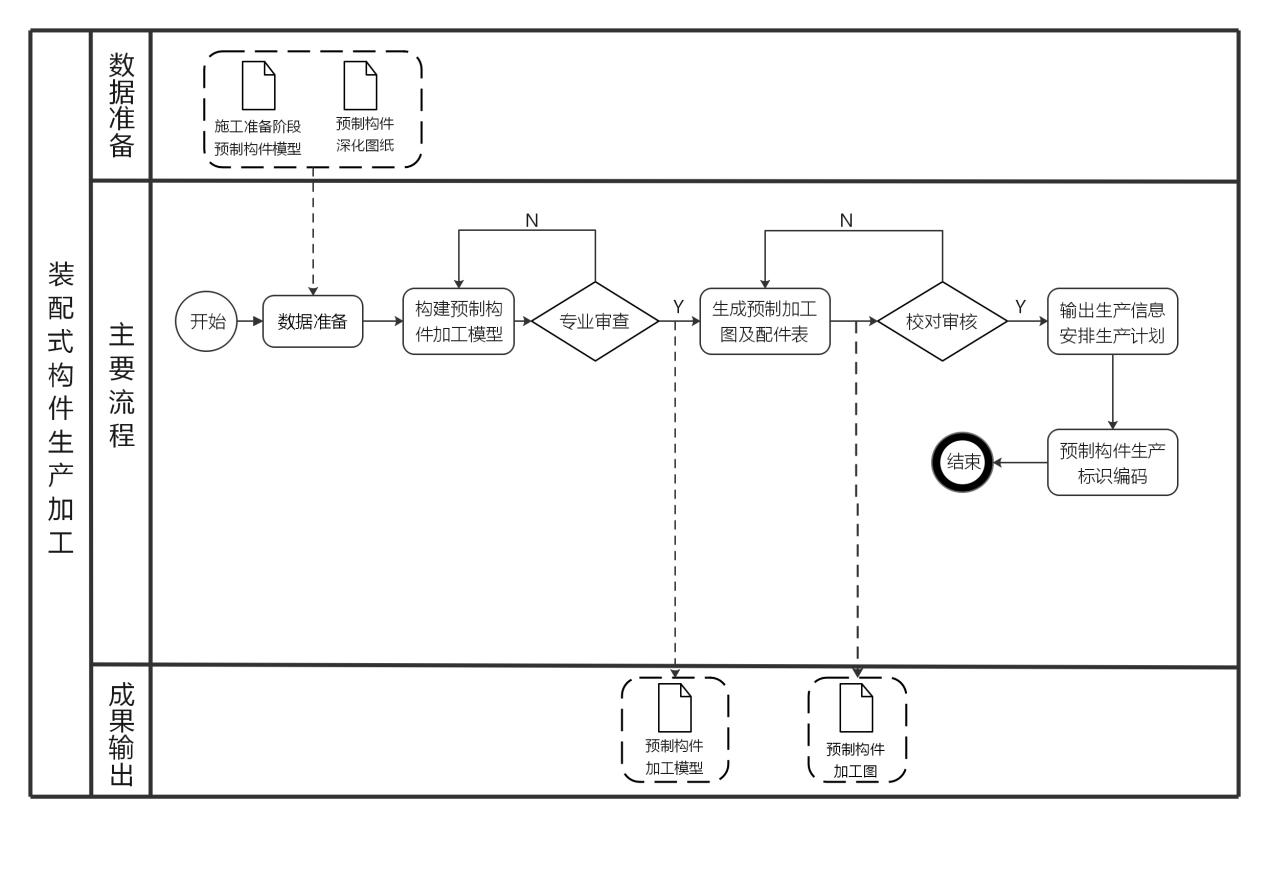 装配式构件生产加工
数据准备
施工准备阶段
预制构件模型
预制构件
深化图纸
主要流程
开始
数据准备
构建预制构
件加工模型
N
专业审查
Y
生成预制加工
图及配件表
N
校对审核
Y
输出生产信息
安排生产计划
预制构件生产
标识编码
结束
成果输出
预制构件
加工模型
预制构件
加工图